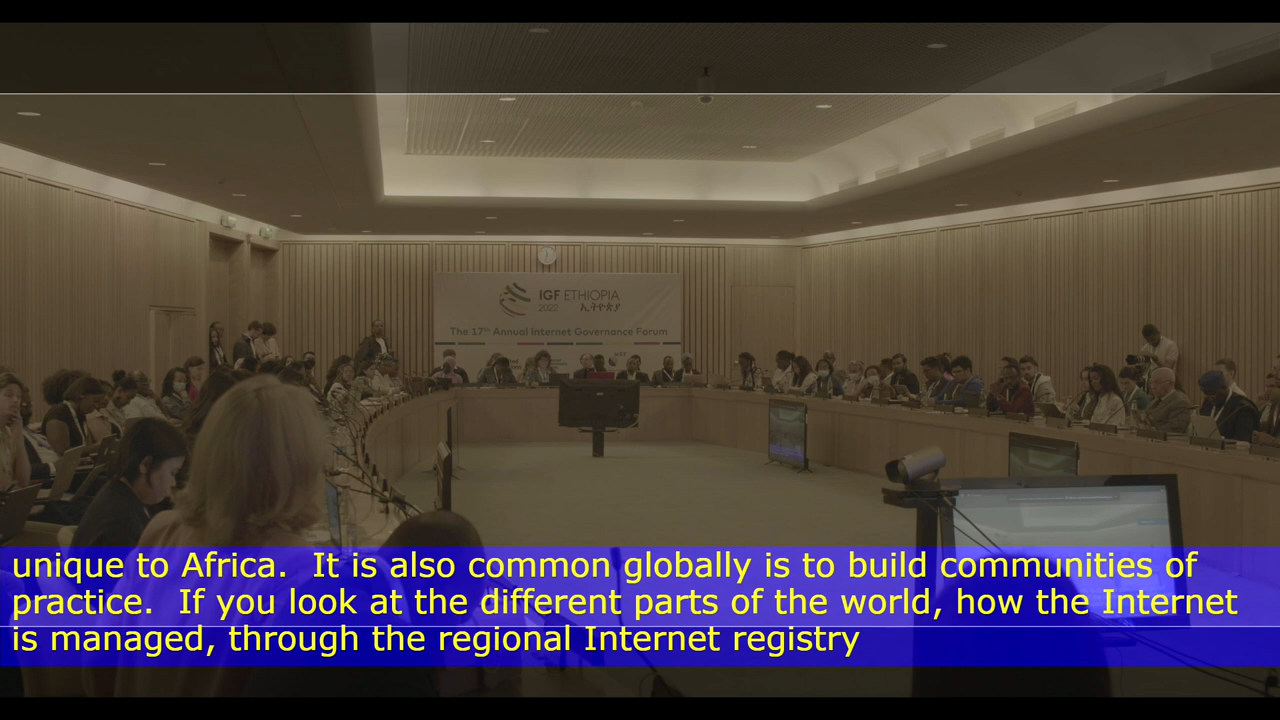 IGF ETHIOPIA
2022 ኢትዮጵያ
The 17th Annual Internet Governance Forum
unique to Africa.  It is also common globally is to build communities of
practice.  If you look at the different parts of the world, how the Internet
is managed, through the regional Internet registry